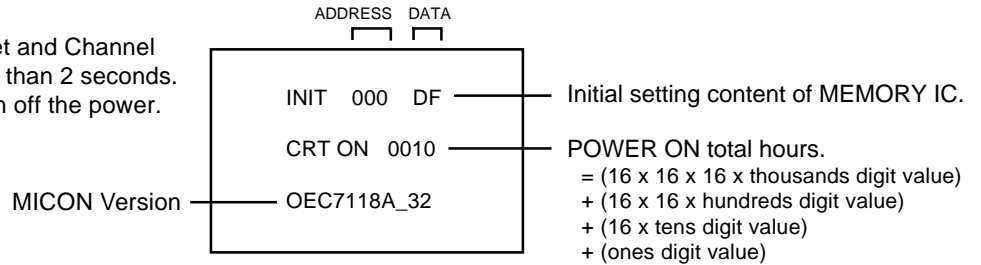 ADDRESS DATA
et and Channel
than 2 seconds.
off the power.
INIT 000 DF
Initial setting content of MEMORY IC.
CRT ON 0010
POWER ON total hours.
= (16 x 16 x 16 x thousands digit value)
+ (16 x 16 x hundreds digit value)
+ (16 x tens digit value)
+ (ones digit value)
MICON Version
OEC7118A_32